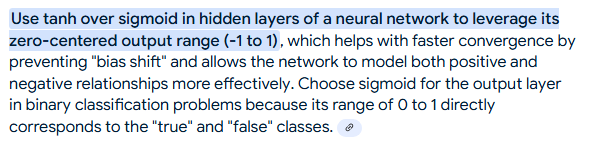 Use tanh over sigmoid in hidden layers of a neural network to leverage its
zero-centered output range (-1 to 1), which helps with faster convergence by
preventing "bias shift" and allows the network to model both positive and
negative relationships more effectively. Choose sigmoid for the output layer
in binary classification problems because its range of 0 to 1 directly
corresponds to the "true" and "false" classes.